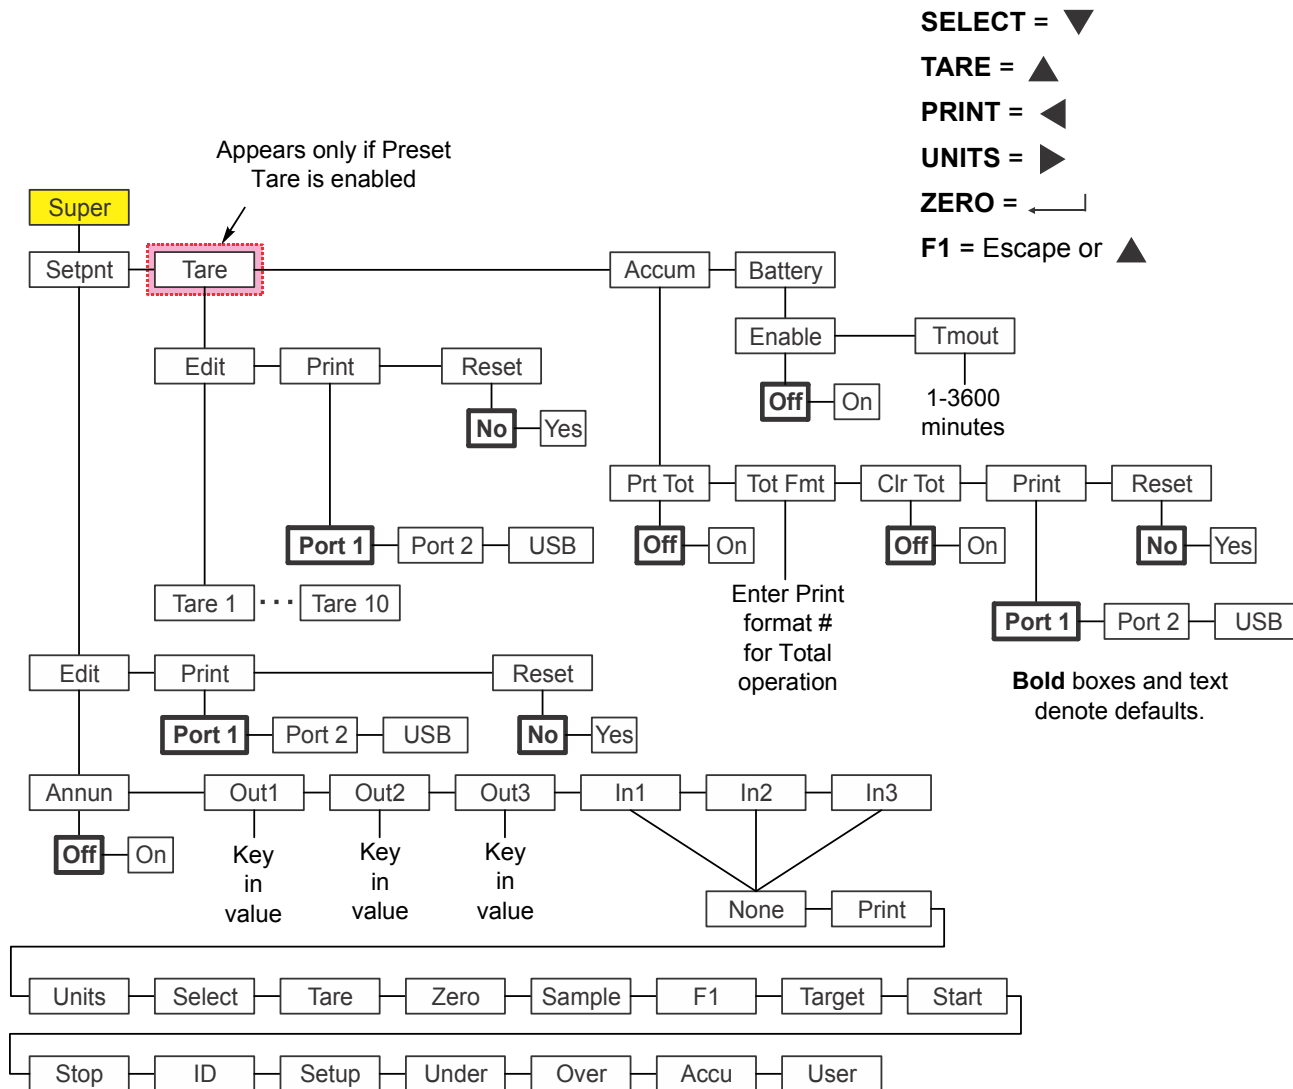 SELECT =
TARE =
PRINT =
UNITS =
ZERO =
F1 = Escape or
Appears only if Preset
Tare is enabled
Super
Setpnt Tare Accum Battery
Enable Tmout
Edit Print Reset
Off On 1-3600
minutes
No Yes
Prt Tot Tot Fmt Clr Tot Print Reset
Port 1 Port 2 USB Off On Off On No Yes
Tare 1 ··· Tare 10
Enter Print
format #
for Total
operation
Port 1 Port 2 USB
Edit Print Reset
Bold boxes and text
denote defaults.
Port 1 Port 2 USB No Yes
Annun Out1 Out2 Out3 In1 In2 In3
Off On
Key
in
value
Key
in
value
Key
in
value
None Print
Units Select Tare Zero Sample F1 Target Start
Stop ID Setup Under Over Accu User